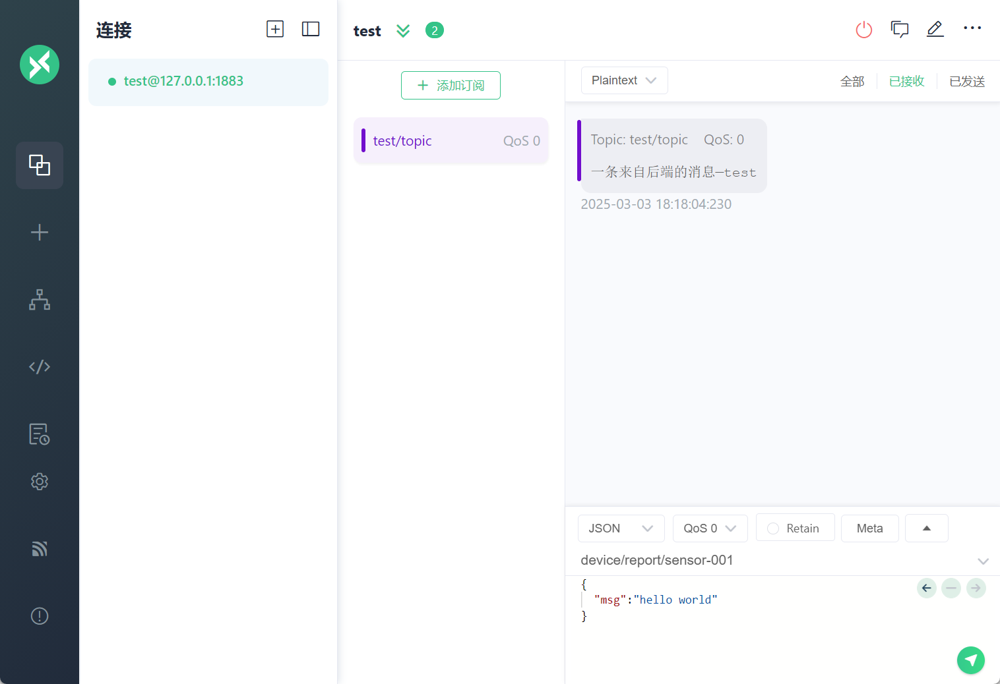 连接
test@127.0.0.1:1883
test 2
添加订阅
test/topic QoS 0
Plaintext 全部 已接收 已发送
Topic: test/topic QoS: 0
一条来自后端的消息—test
2025-03-03 18:18:04:230
JSON QoS 0 Retain Meta
device/report/sensor-001
{
"msg":"hello world"
}